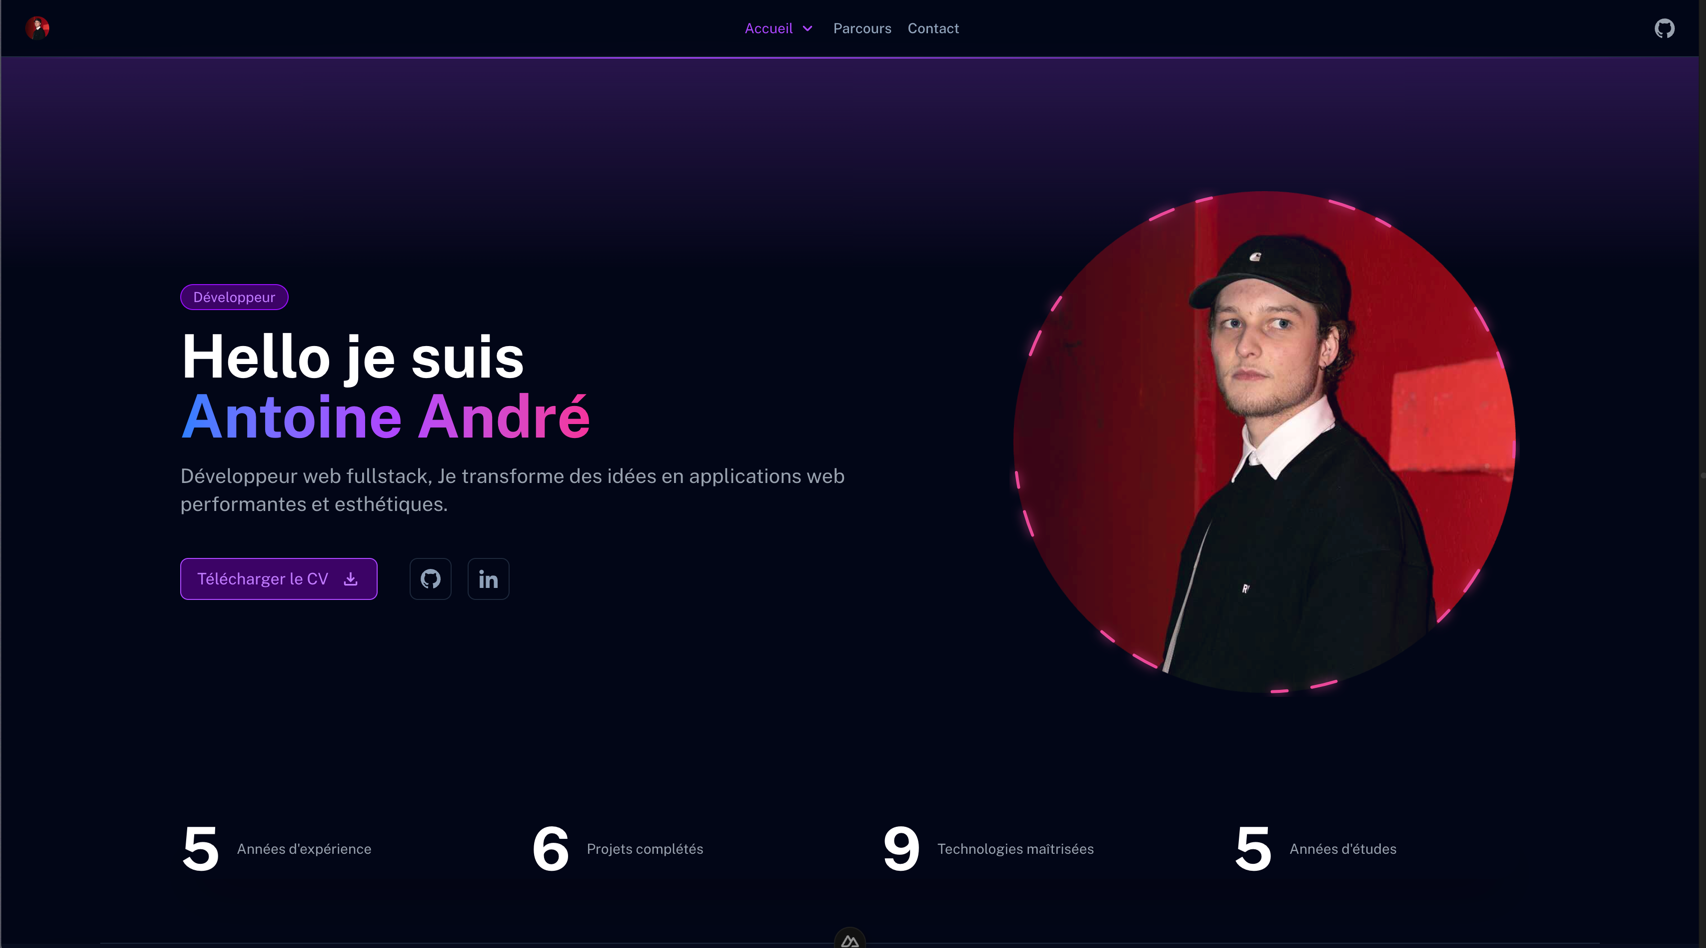 Accueil Parcours Contact
Développeur
Hello je suis
Antoine André
Développeur web fullstack, Je transforme des idées en applications web
performantes et esthétiques.
Télécharger le CV
5 Années d'expérience 6 Projets complétés 9 Technologies maîtrisées 5 Années d'études